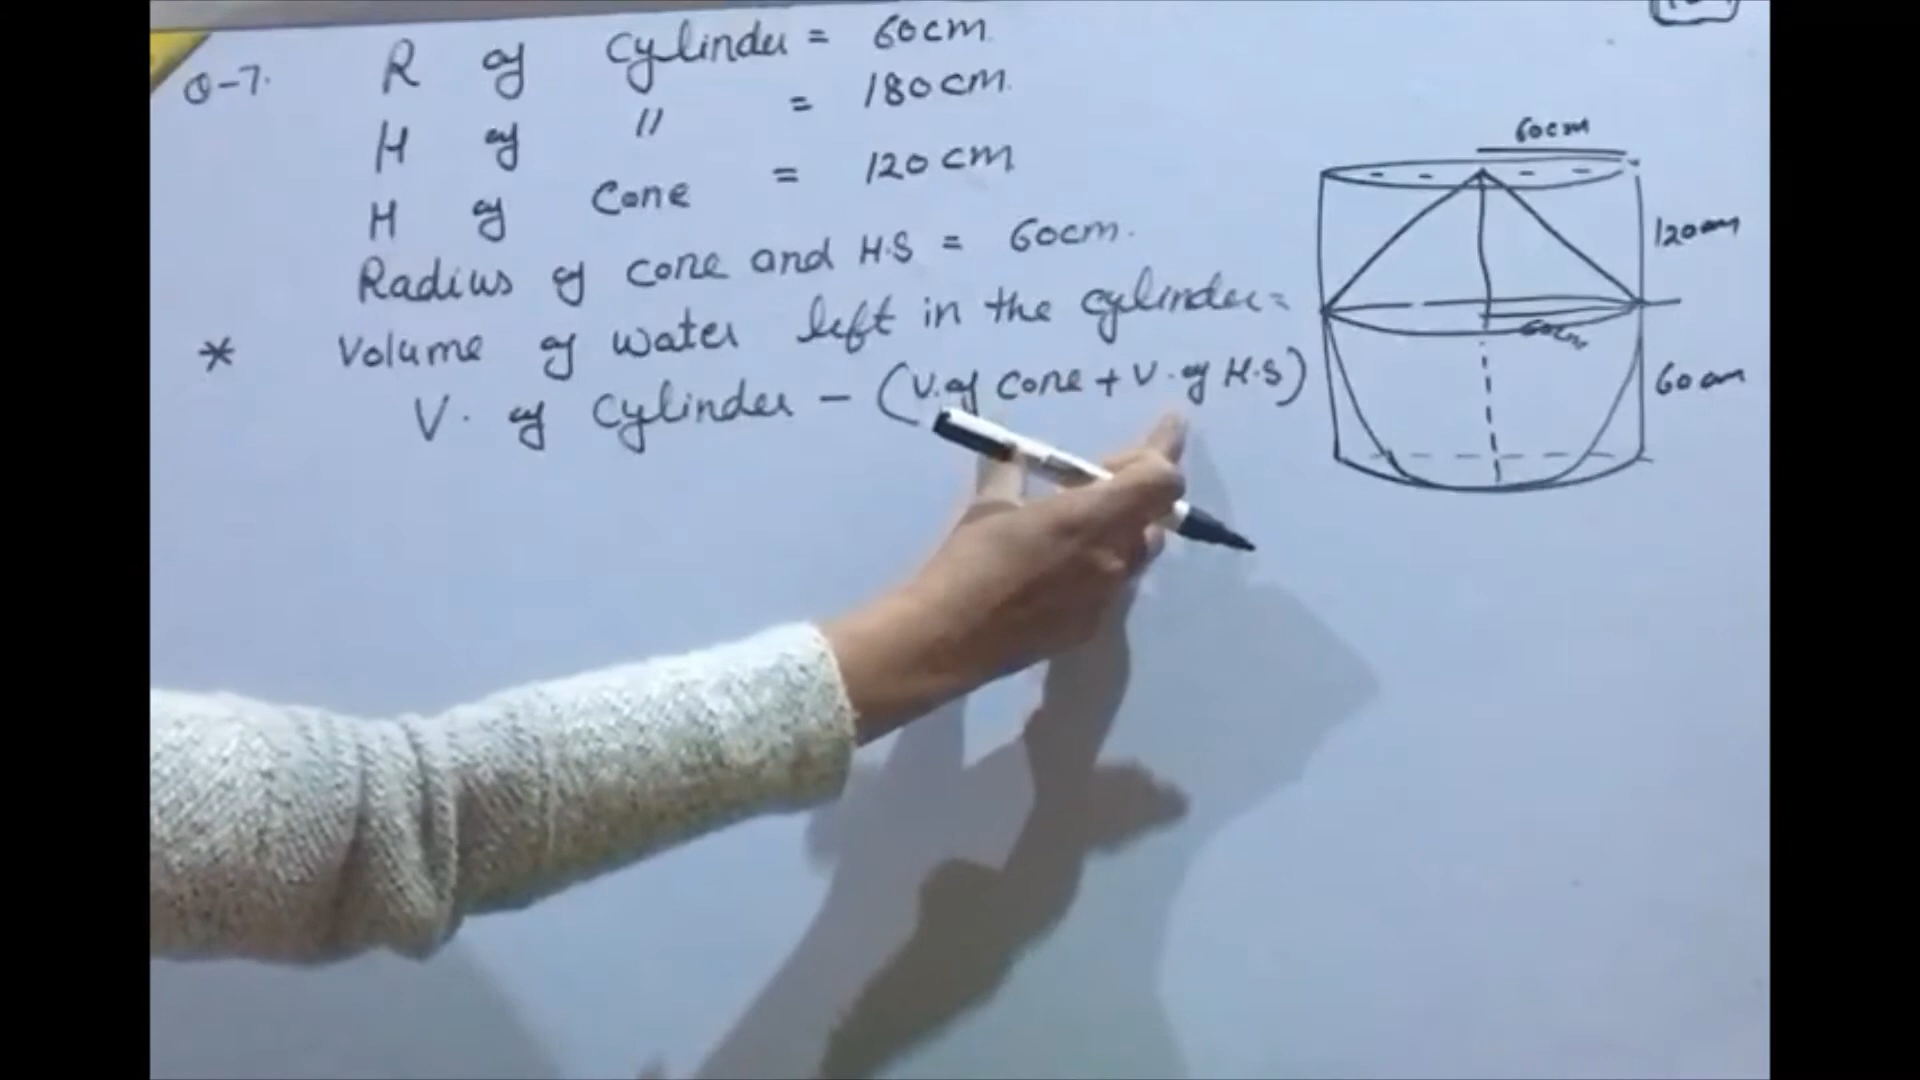 Q-7. R of Cylinder = 60cm.
H of " = 180cm.
H of Cone = 120cm
Radius of cone and H.S = 60cm.
* Volume of water left in the cylinder =
V. of Cylinder - (V. of Cone + V. of H.S)
60cm
120cm
60cm
60cm